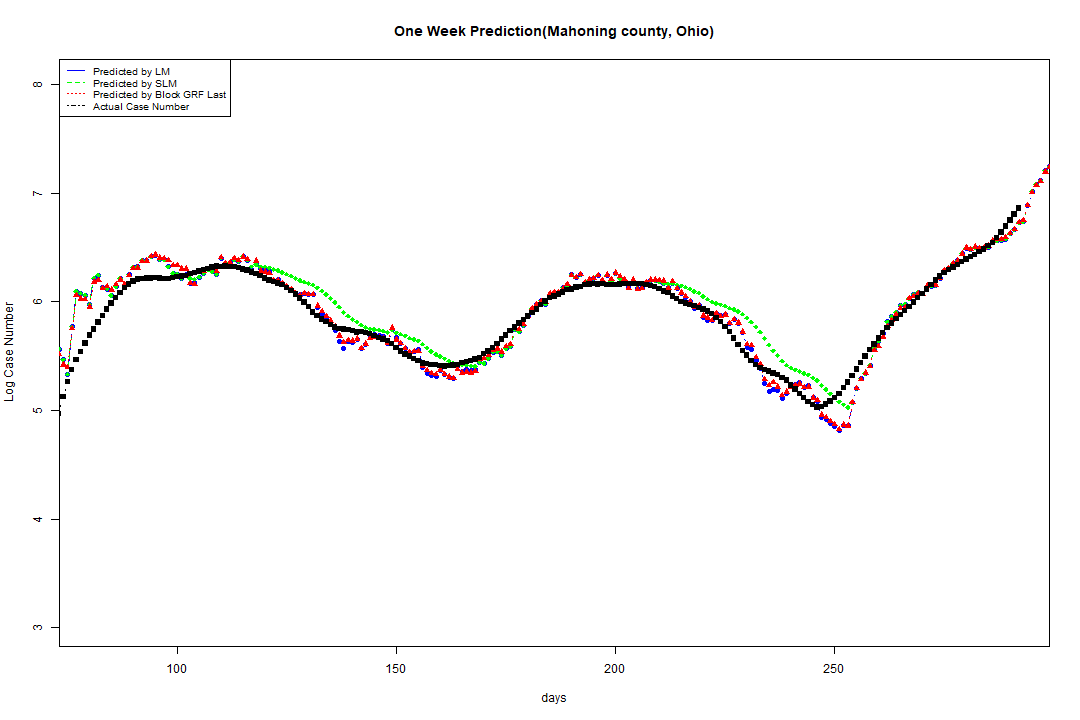 One Week Prediction(Mahoning county, Ohio)
Predicted by LM
Predicted by SLM
Predicted by Block GRF Last
Actual Case Number
8
7
6
5
4
3
Log Case Number
100
150
200
250
days